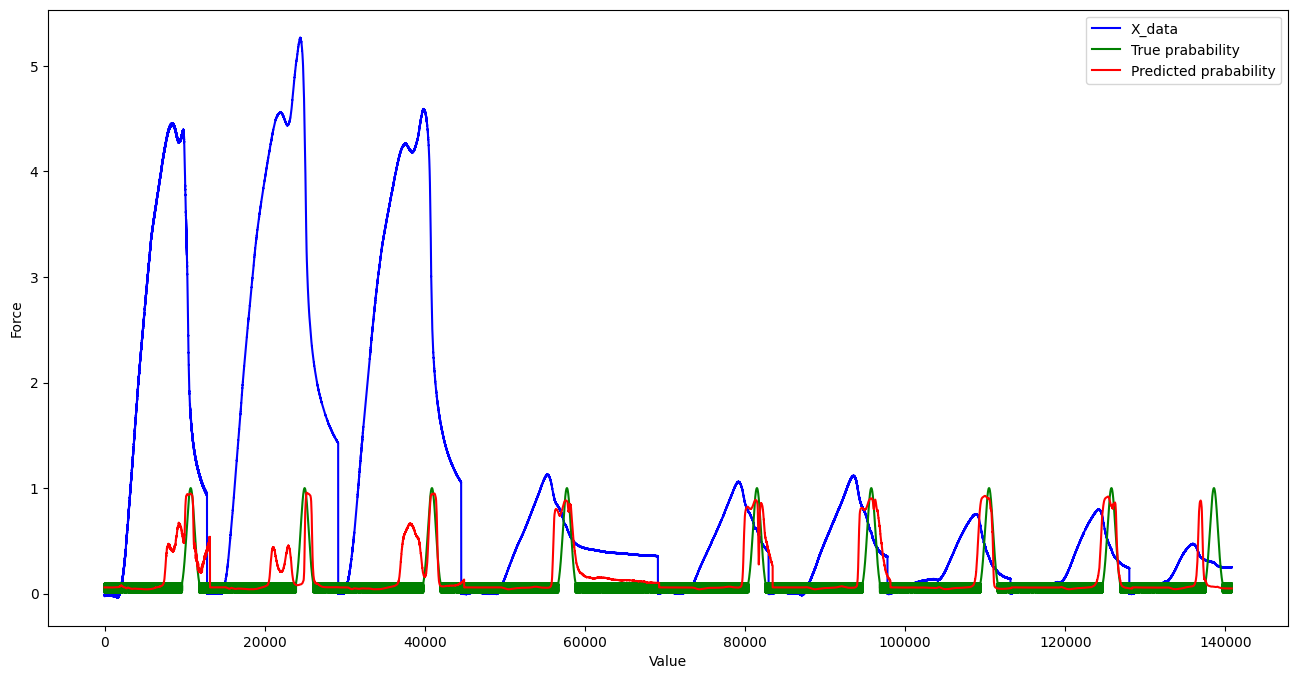 X_data
True prabability
Predicted prabability
Force
5
4
3
2
1
0
0 20000 40000 60000 80000 100000 120000 140000
Value